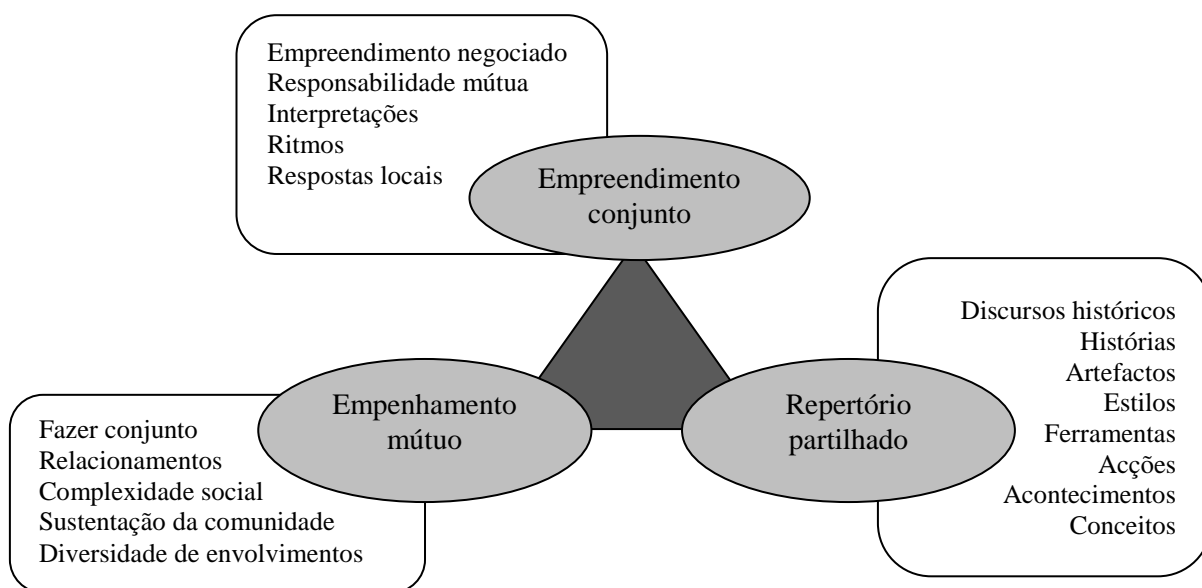 Empreendimento negociado
Responsabilidade mútua
Interpretações
Ritmos
Respostas locais
Empreendimento
conjunto
Discursos históricos
Histórias
Artefactos
Estilos
Ferramentas
Acções
Acontecimentos
Conceitos
Repertório
partilhado
Empenhamento
mútuo
Fazer conjunto
Relacionamentos
Complexidade social
Sustentação da comunidade
Diversidade de envolvimentos